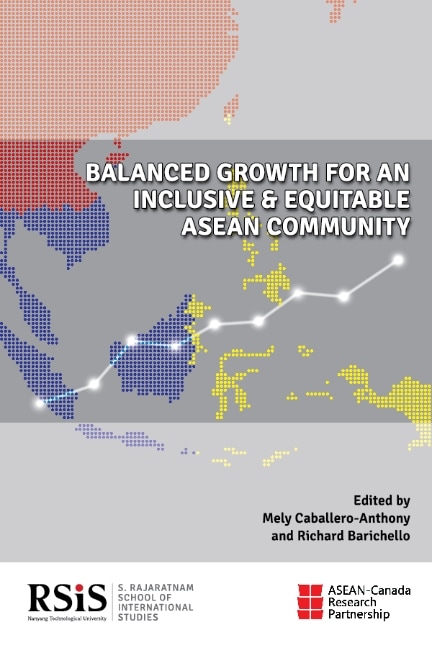 BALANCED GROWTH FOR AN
INCLUSIVE & EQUITABLE
ASEAN COMMUNITY
Edited by
Mely Caballero-Anthony
and Richard Barichello
RSiS
Nanyang Technological University
S. RAJARATNAM
SCHOOL OF
INTERNATIONAL
STUDIES
ASEAN-Canada
Research
Partnership